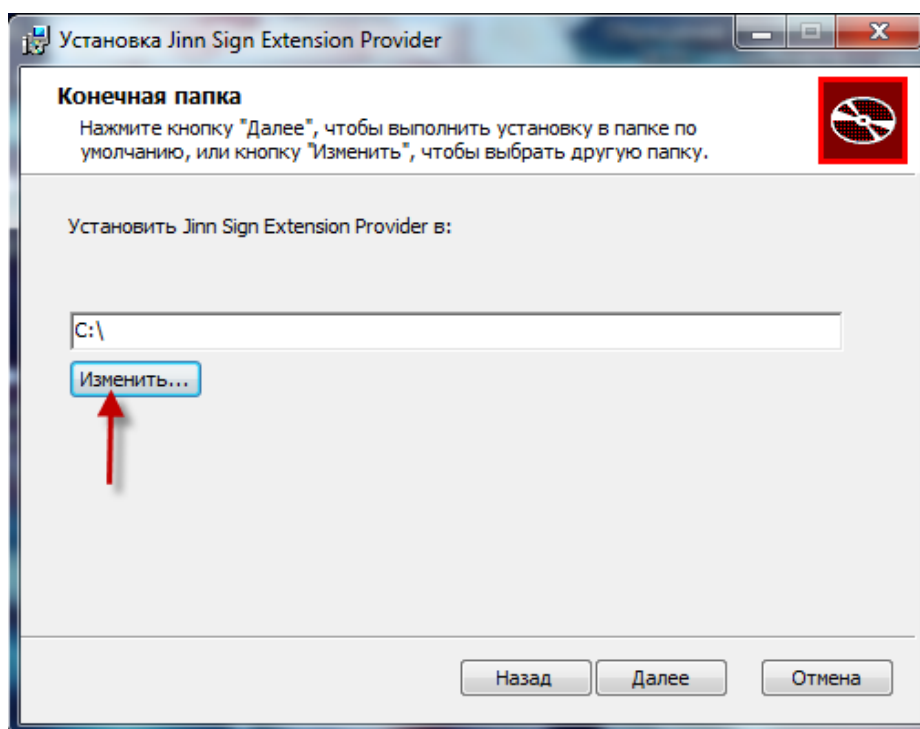 Установка Jinn Sign Extension Provider
Конечная папка
Нажмите кнопку "Далее", чтобы выполнить установку в папке по
умолчанию, или кнопку "Изменить", чтобы выбрать другую папку.
Установить Jinn Sign Extension Provider в:
C:\
Изменить...
Назад
Далее
Отмена